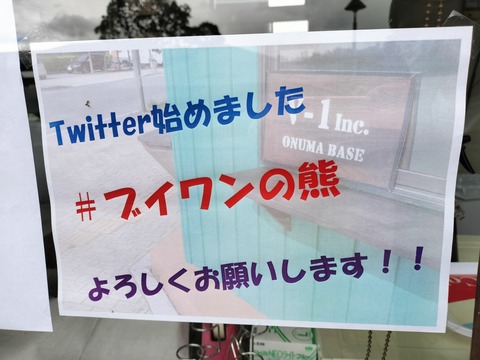 Twitter始めました
V-1 Inc.
ONUMA BASE
#ブイワンの熊
よろしくお願いします！！